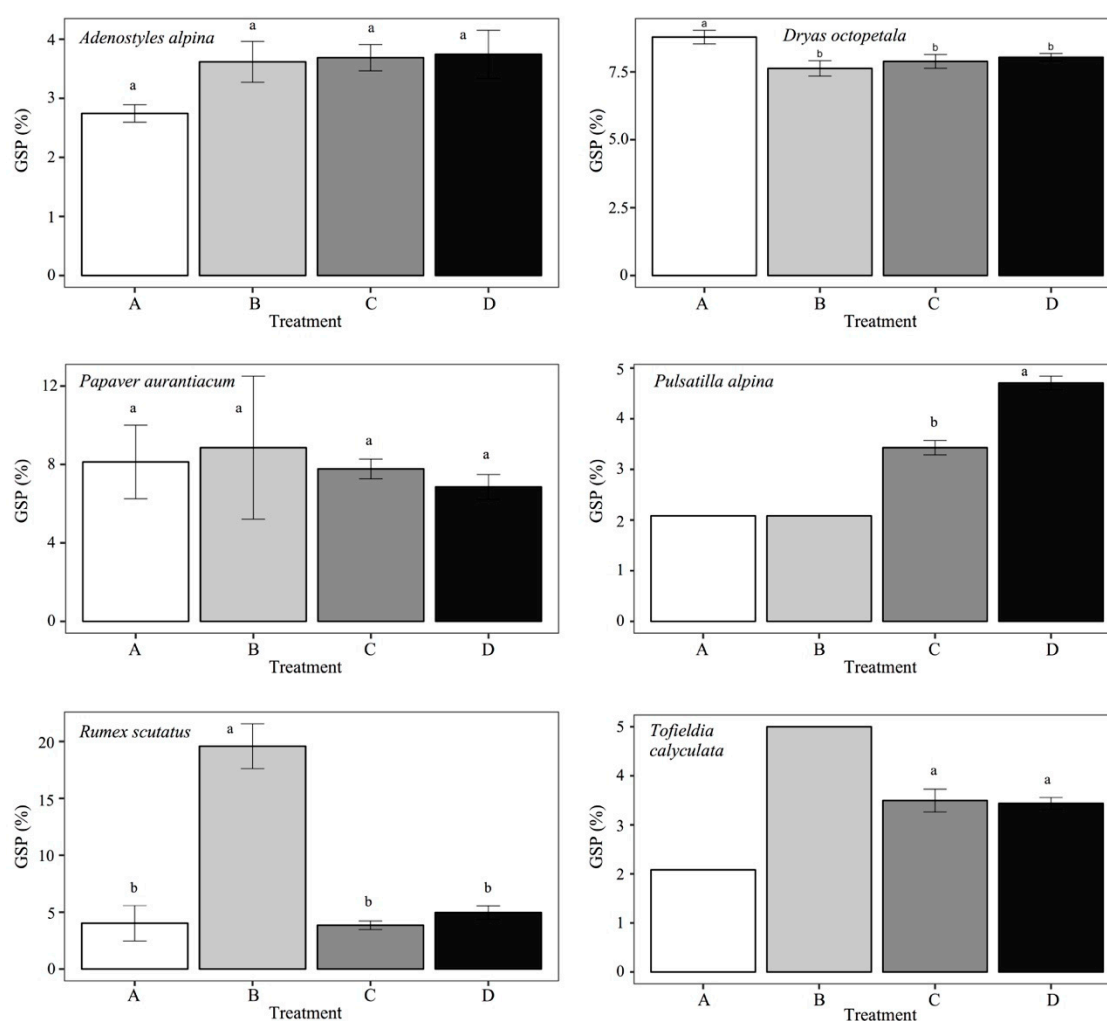 Adenostyles alpina
a
a
a
a
4
3
2
1
0
GSP (%)
A
B
C
D
Treatment
Dryas octopetala
a
b
b
b
7.5
5.0
2.5
0
GSP (%)
A
B
C
D
Treatment
Papaver aurantiacum
a
a
a
a
12
8
4
0
GSP (%)
A
B
C
D
Treatment
Pulsatilla alpina
b
a
5
4
3
2
1
0
GSP (%)
A
B
C
D
Treatment
Rumex scutatus
b
a
b
b
20
15
10
5
0
GSP (%)
A
B
C
D
Treatment
Tofieldia
calyculata
a
a
5
4
3
2
1
0
GSP (%)
A
B
C
D
Treatment